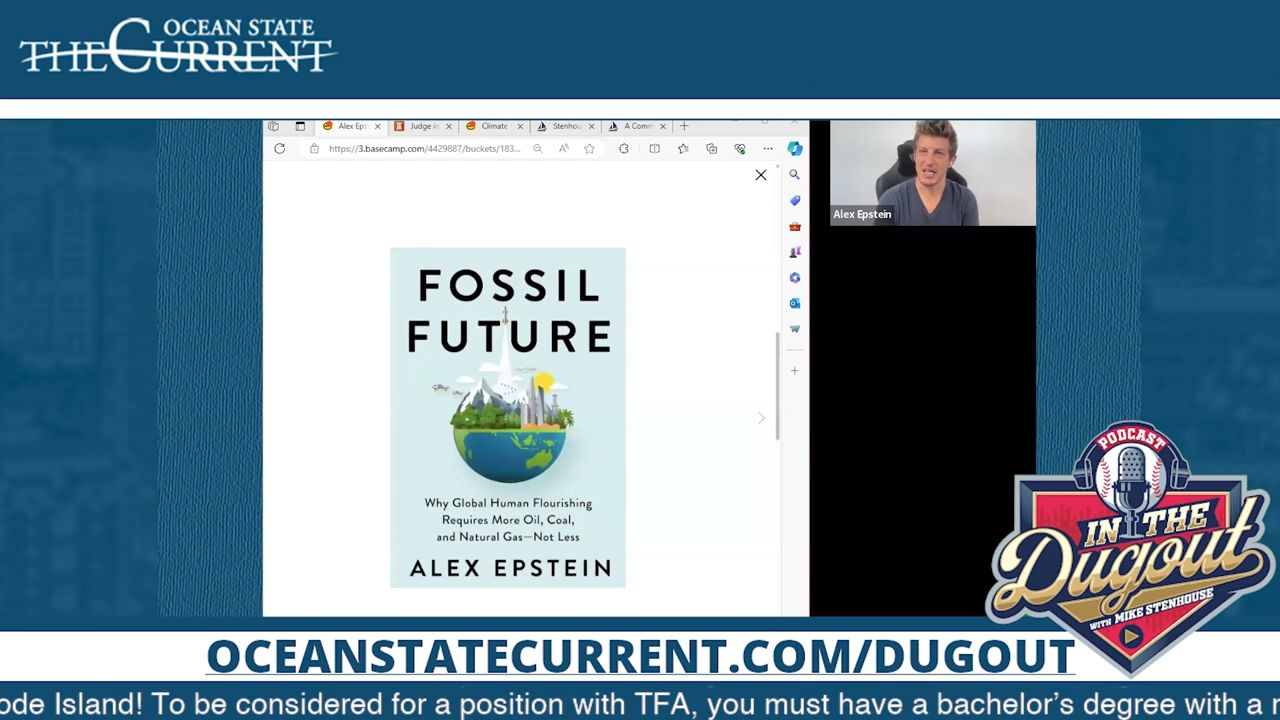 OCEAN STATE
THE CURRENT
Alex Eps
Judge in
Climate
Stenhou
A Comm
https://3.basecamp.com/4429887/buckets/183...
Alex Epstein
FOSSIL
FUTURE
Why Global Human Flourishing
Requires More Oil, Coal,
and Natural Gas—Not Less
ALEX EPSTEIN
PODCAST
IN THE
Dugout
WITH MIKE STENHOUSE
OCEANSTATECURRENT.COM/DUGOUT
ode Island! To be considered for a position with TFA, you must have a bachelor's degree with a